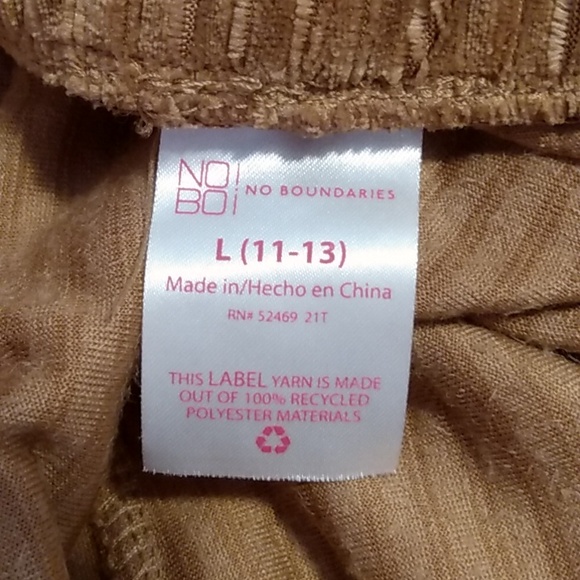 NO
BO
NO BOUNDARIES
L (11-13)
Made in/Hecho en China
RN# 52469 21T
THIS LABEL YARN IS MADE
OUT OF 100% RECYCLED
POLYESTER MATERIALS